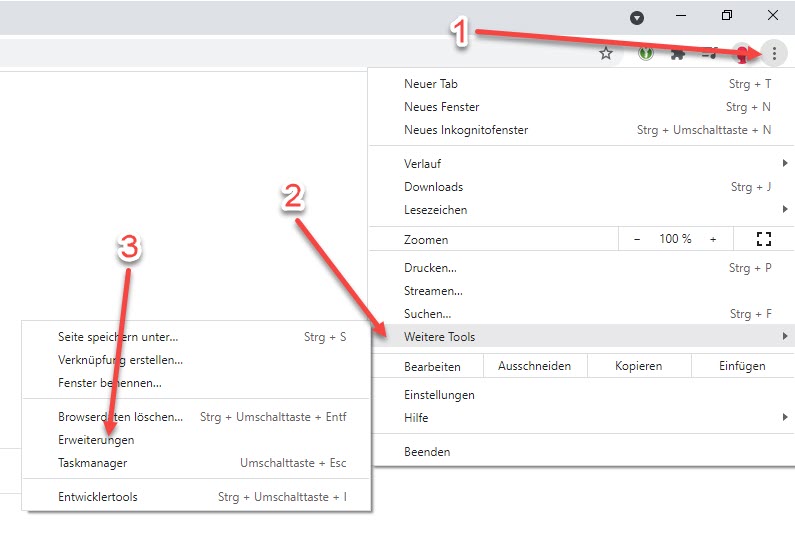 1
Neuer Tab Strg + T
Neues Fenster Strg + N
Neues Inkognitofenster Strg + Umschalttaste + N
Verlauf
Downloads Strg + J
Lesezeichen
Zoomen - 100 % +
Drucken... Strg + P
Streamen...
Suchen... Strg + F
2
Weitere Tools
Bearbeiten Ausschneiden Kopieren Einfügen
Einstellungen
Hilfe
Beenden
3
Seite speichern unter... Strg + S
Verknüpfung erstellen...
Fenster benennen...
Browserdaten löschen... Strg + Umschalttaste + Entf
Erweiterungen
Taskmanager Umschalttaste + Esc
Entwicklertools Strg + Umschalttaste + I